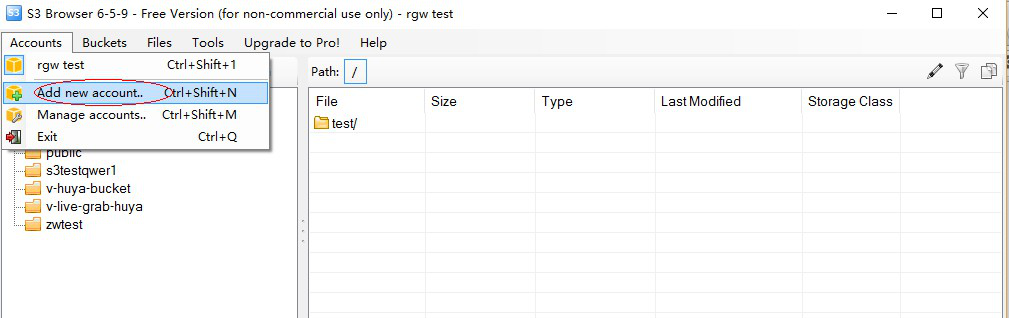 S3 S3 Browser 6-5-9 - Free Version (for non-commercial use only) - rgw test
Accounts Buckets Files Tools Upgrade to Pro! Help
rgw test Ctrl+Shift+1
Add new account.. Ctrl+Shift+N
Manage accounts.. Ctrl+Shift+M
Exit Ctrl+Q
public
s3testqwer1
v-huya-bucket
v-live-grab-huya
zwtest
Path: /
File Size Type Last Modified Storage Class
test/